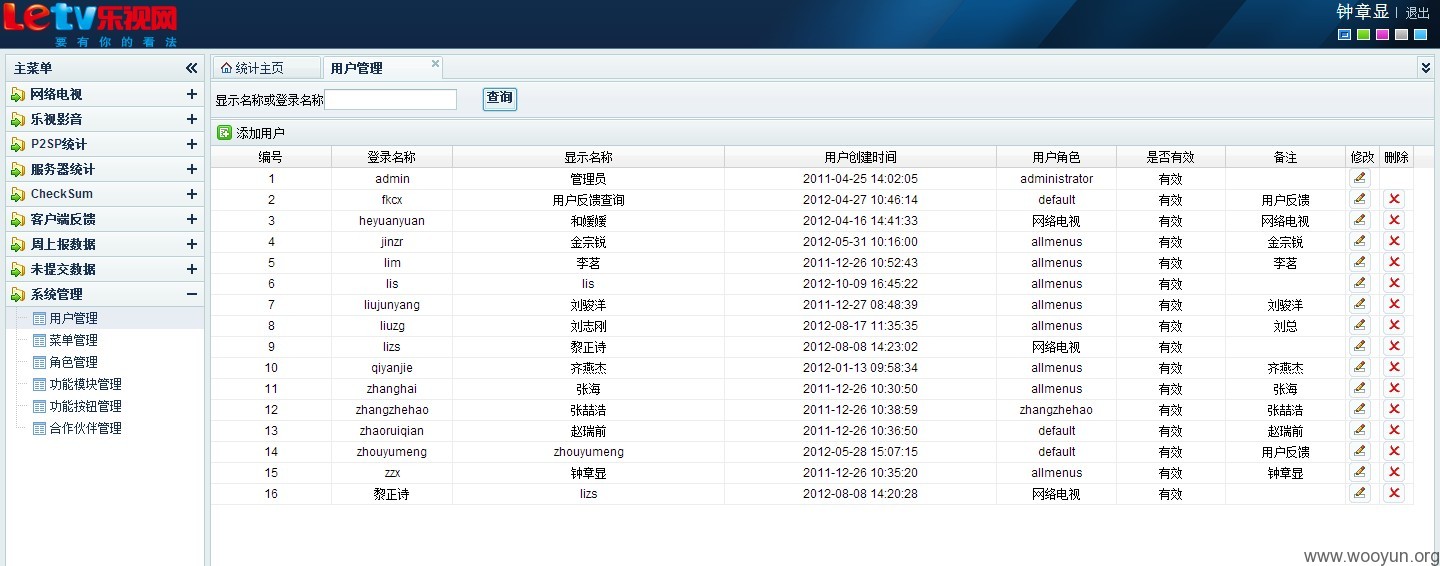 Letv乐视网
要有你的看法
钟章显 | 退出
主菜单
网络电视
乐视影音
P2SP统计
服务器统计
CheckSum
客户端反馈
周上报数据
未提交数据
系统管理
用户管理
菜单管理
角色管理
功能模块管理
功能按钮管理
合作伙伴管理
统计主页 用户管理
显示名称或登录名称 查询
添加用户
编号 登录名称 显示名称 用户创建时间 用户角色 是否有效 备注 修改 删除
1 admin 管理员 2011-04-25 14:02:05 administrator 有效
2 fkcx 用户反馈查询 2012-04-27 10:46:14 default 有效 用户反馈
3 heyuanyuan 和媛媛 2012-04-16 14:41:33 网络电视 有效 网络电视
4 jinzr 金宗锐 2012-05-31 10:16:00 allmenus 有效 金宗锐
5 lim 李茗 2011-12-26 10:52:43 allmenus 有效 李茗
6 lis lis 2012-10-09 16:45:22 allmenus 有效
7 liujunyang 刘骏洋 2011-12-27 08:48:39 allmenus 有效 刘骏洋
8 liuzg 刘志刚 2012-08-17 11:35:35 allmenus 有效 刘总
9 lizs 黎正诗 2012-08-08 14:23:02 网络电视 有效
10 qiyanjie 齐燕杰 2012-01-13 09:58:34 allmenus 有效 齐燕杰
11 zhanghai 张海 2011-12-26 10:30:50 allmenus 有效 张海
12 zhangzhehao 张喆浩 2011-12-26 10:38:59 zhangzhehao 有效 张喆浩
13 zhaoruiqian 赵瑞前 2011-12-26 10:36:50 default 有效 赵瑞前
14 zhouyumeng zhouyumeng 2012-05-28 15:07:15 default 有效 用户反馈
15 zzx 钟章显 2011-12-26 10:35:20 allmenus 有效 钟章显
16 黎正诗 lizs 2012-08-08 14:20:28 网络电视 有效
www.wooyun.org